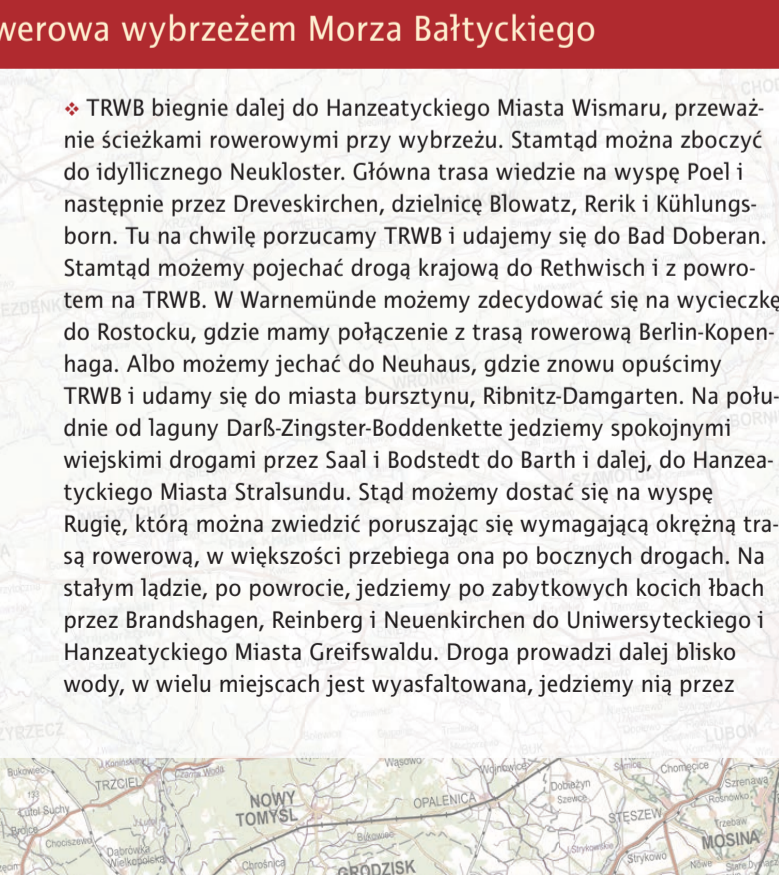 werowa wybrzeżem Morza Bałtyckiego
❖ TRWB biegnie dalej do Hanzeatyckiego Miasta Wismaru, przeważ-
nie ścieżkami rowerowymi przy wybrzeżu. Stamtąd można zboczyć
do idyllicznego Neukloster. Główna trasa wiedzie na wyspę Poel i
następnie przez Dreveskirchen, dzielnicę Blowatz, Rerik i Kühlungs-
born. Tu na chwilę porzucamy TRWB i udajemy się do Bad Doberan.
Stamtąd możemy pojechać drogą krajową do Rethwisch i z powro-
tem na TRWB. W Warnemünde możemy zdecydować się na wycieczkę
do Rostocku, gdzie mamy połączenie z trasą rowerową Berlin-Kopen-
haga. Albo możemy jechać do Neuhaus, gdzie znowu opuścimy
TRWB i udamy się do miasta bursztynu, Ribnitz-Damgarten. Na połu-
dnie od laguny Darß-Zingster-Boddenkette jedziemy spokojnymi
wiejskimi drogami przez Saal i Bodstedt do Barth i dalej, do Hanzea-
tyckiego Miasta Stralsundu. Stąd możemy dostać się na wyspę
Rugię, którą można zwiedzić poruszając się wymagającą okrężną tra-
są rowerową, w większości przebiega ona po bocznych drogach. Na
stałym lądzie, po powrocie, jedziemy po zabytkowych kocich łbach
przez Brandshagen, Reinberg i Neuenkirchen do Uniwersyteckiego i
Hanzeatyckiego Miasta Greifswaldu. Droga prowadzi dalej blisko
wody, w wielu miejscach jest wyasfaltowana, jedziemy nią przez
LUBOŃ
Bukowiec
TRZCIEL
Wąsowo
Wojnowice
Dobieżyn
Szewce
Chomęcice
Szreniawa
Rosnówko
Lutol Suchy
NOWY
TOMYŚL
OPALENICA
STĘSZEW
Trzebaw
MOSINA
Chociszewo
Dąbrówka
Wielkopolska
Bukowiec
Chrośnica
GRODZISK
Strykowo